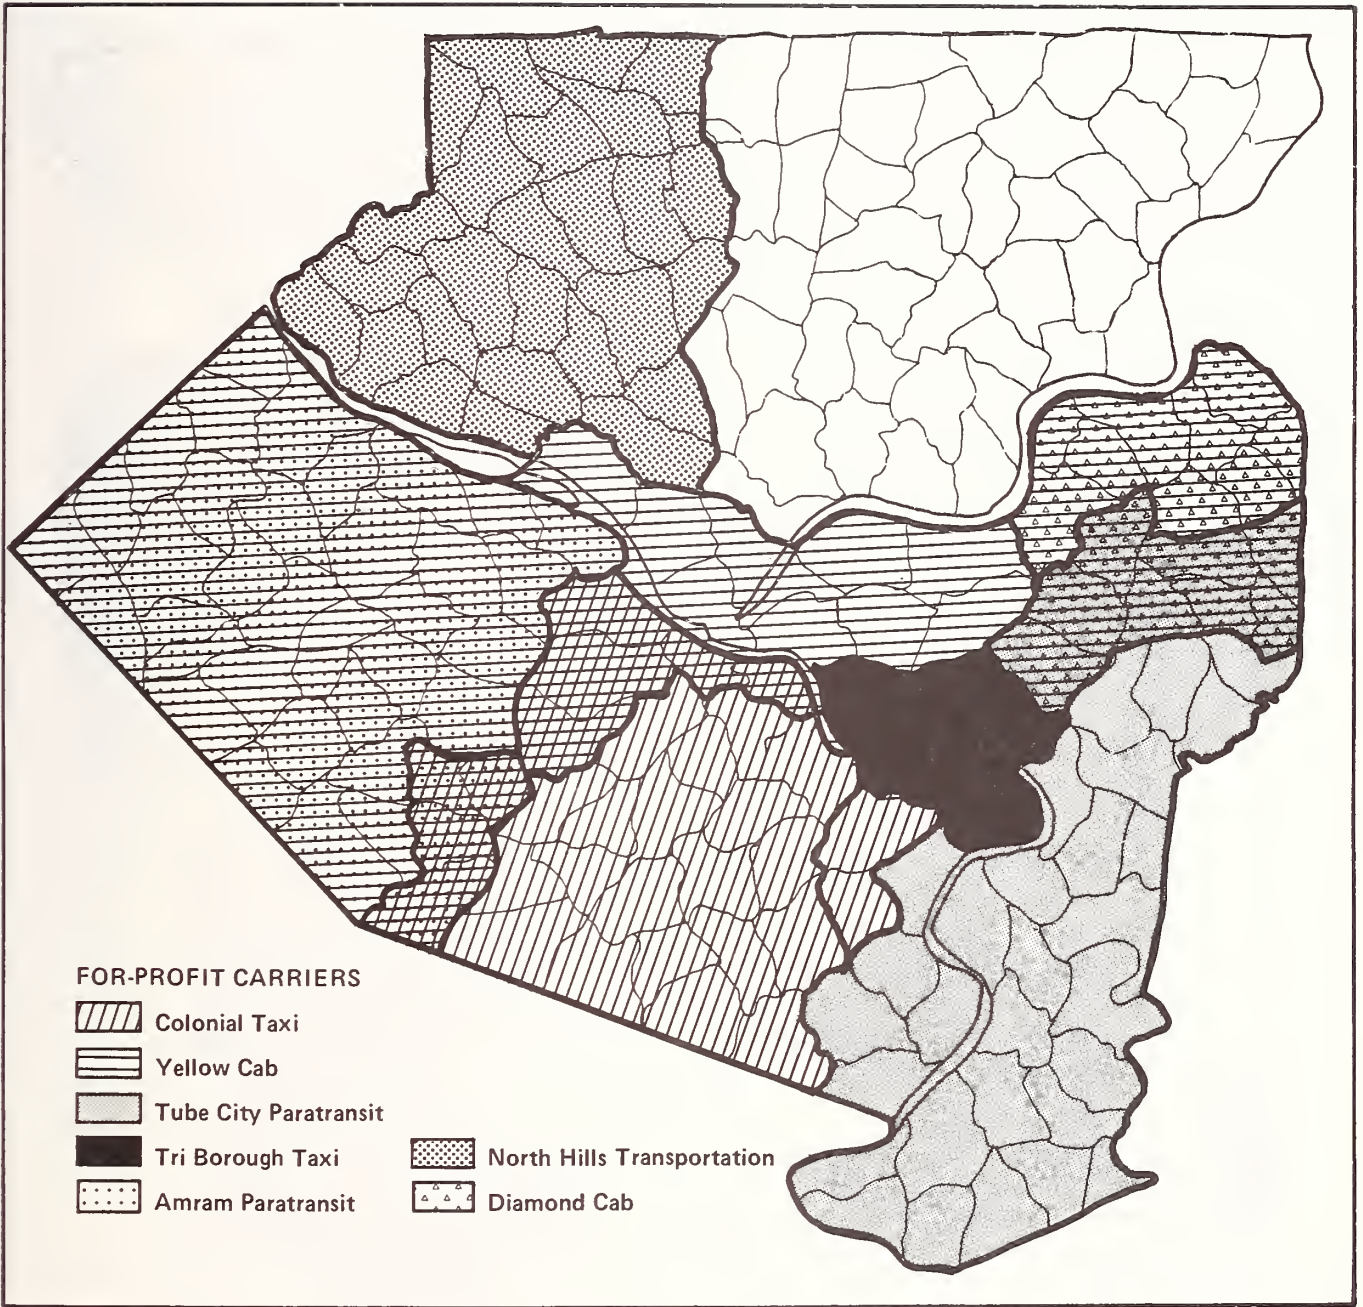 FOR-PROFIT CARRIERS
Colonial Taxi
Yellow Cab
Tube City Paratransit
Tri Borough Taxi
North Hills Transportation
Amram Paratransit
Diamond Cab